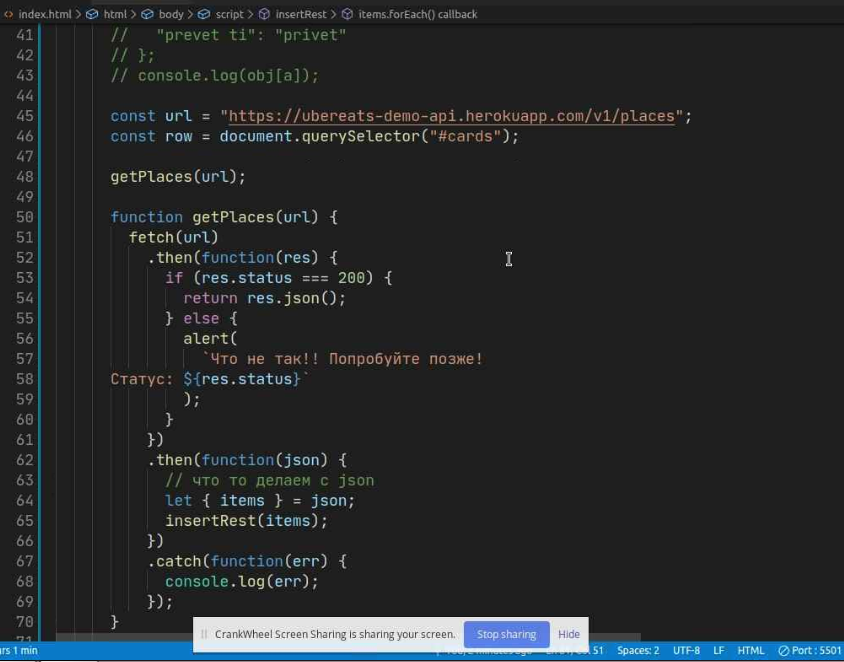 index.html > html > body > script > insertRest > items.forEach() callback
41 //   "prevet ti": "privet"
42 // };
43 // console.log(obj[a]);
44
45 const url = "https://ubereats-demo-api.herokuapp.com/v1/places";
46 const row = document.querySelector("#cards");
47
48 getPlaces(url);
49
50 function getPlaces(url) {
51   fetch(url)
52     .then(function(res) {
53       if (res.status === 200) {
54         return res.json();
55       } else {
56         alert(
57           `Что не так!! Попробуйте позже!
58 Статус: ${res.status}`
59         );
60       }
61     })
62     .then(function(json) {
63       // что то делаем с json
64       let { items } = json;
65       insertRest(items);
66     })
67     .catch(function(err) {
68       console.log(err);
69     });
70 }
71
CrankWheel Screen Sharing is sharing your screen. Stop sharing Hide
rs 1 min 51 Spaces: 2 UTF-8 LF HTML Port : 5501